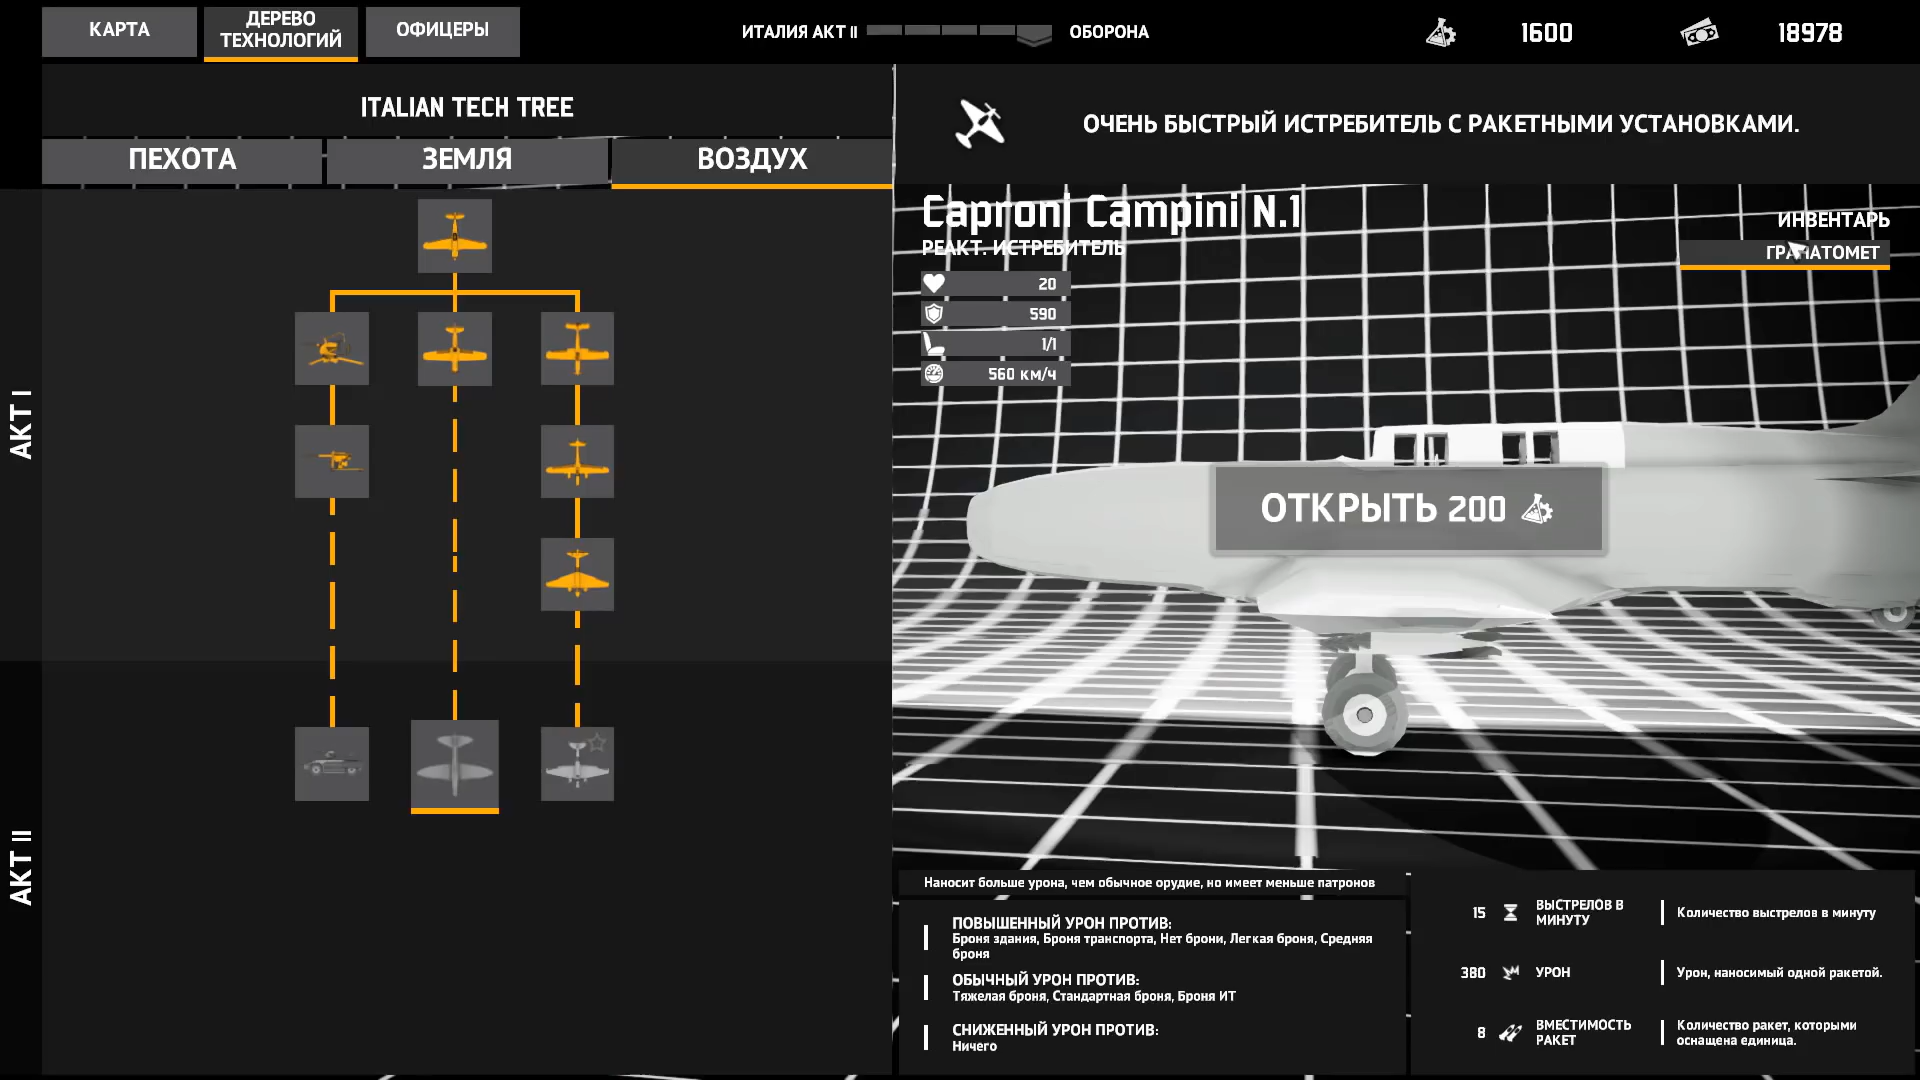 КАРТА
ДЕРЕВО
ТЕХНОЛОГИЙ
ОФИЦЕРЫ
ИТАЛИЯ АКТ II
ОБОРОНА
1600
18978
ITALIAN TECH TREE
ПЕХОТА
ЗЕМЛЯ
ВОЗДУХ
АКТ I
АКТ II
ОЧЕНЬ БЫСТРЫЙ ИСТРЕБИТЕЛЬ С РАКЕТНЫМИ УСТАНОВКАМИ.
Caproni Campini N.1
РЕАКТ. ИСТРЕБИТЕЛЬ
20
590
1/1
560 КМ/Ч
ИНВЕНТАРЬ
ГРАНАТОМЕТ
ОТКРЫТЬ 200
Наносит больше урона, чем обычное орудие, но имеет меньше патронов
ПОВЫШЕННЫЙ УРОН ПРОТИВ:
Броня здания, Броня транспорта, Нет брони, Легкая броня, Средняя
броня
ОБЫЧНЫЙ УРОН ПРОТИВ:
Тяжелая броня, Стандартная броня, Броня ИТ
СНИЖЕННЫЙ УРОН ПРОТИВ:
Ничего
15
ВЫСТРЕЛОВ В
МИНУТУ
Количество выстрелов в минуту
380
УРОН
Урон, наносимый одной ракетой.
8
ВМЕСТИМОСТЬ
РАКЕТ
Количество ракет, которыми
оснащена единица.